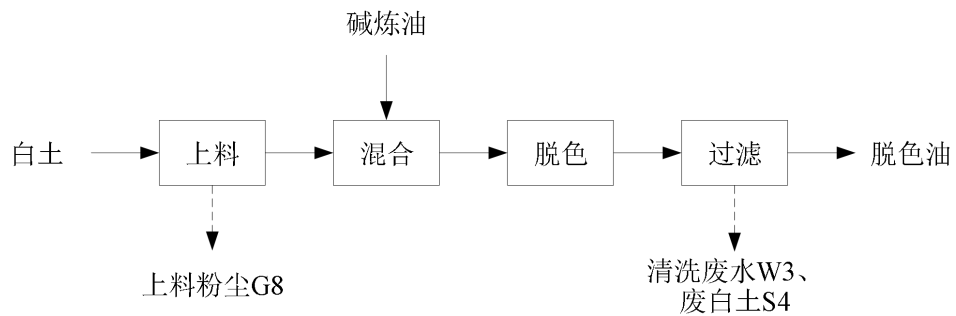 碱炼油
白土
上料
混合
脱色
过滤
脱色油
上料粉尘G8
清洗废水W3、
废白土S4